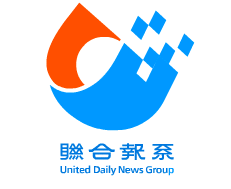 聯合報系
United Daily News Group